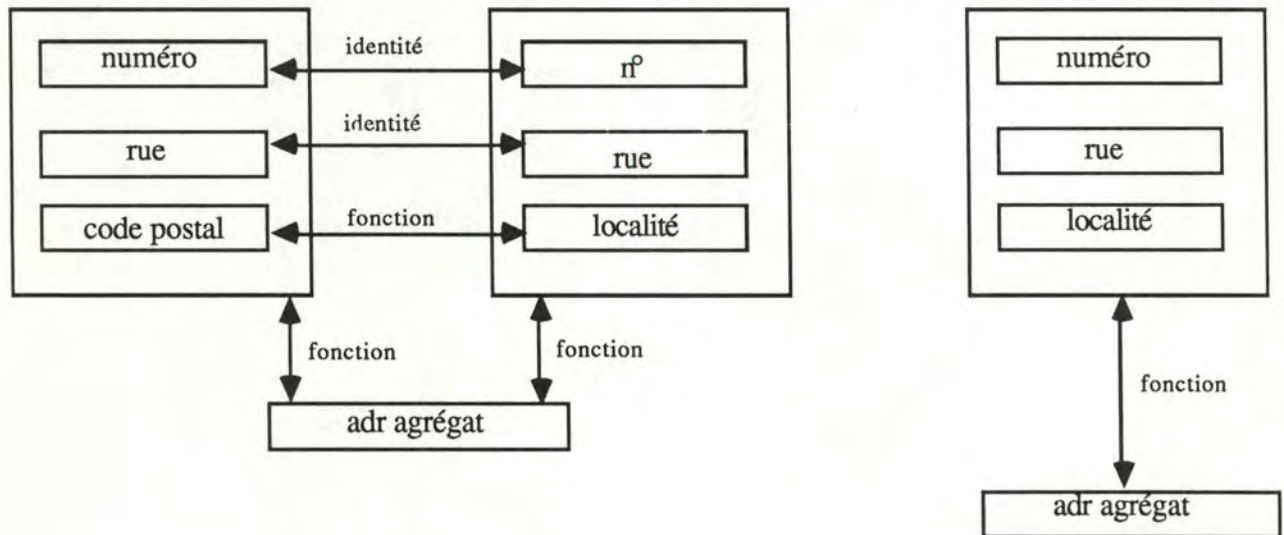 numéro
identité
n°
numéro
rue
identité
rue
rue
code postal
fonction
localité
localité
fonction
fonction
fonction
adr agrégat
adr agrégat